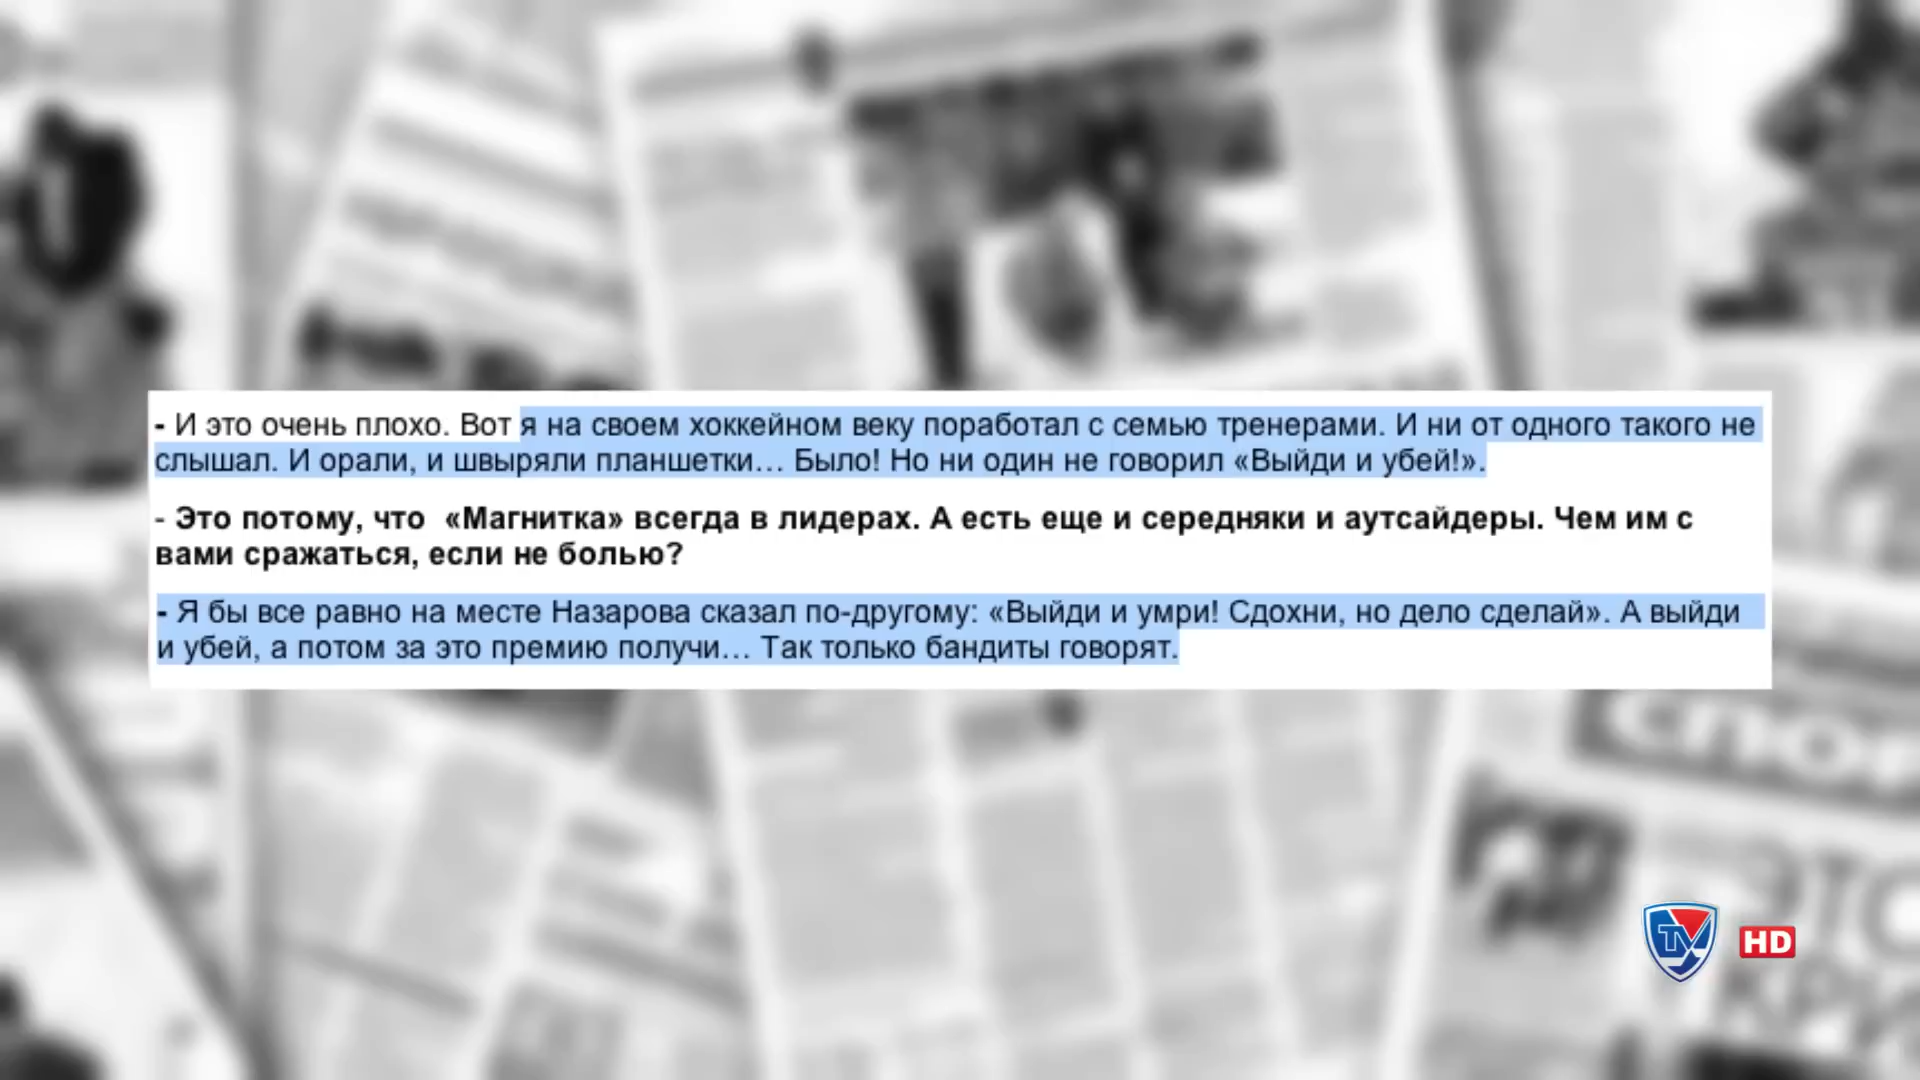 - И это очень плохо. Вот я на своем хоккейном веку поработал с семью тренерами. И ни от одного такого не
слышал. И орали, и швыряли планшетки... Было! Но ни один не говорил «Выйди и убей!».
- Это потому, что «Магнитка» всегда в лидерах. А есть еще и середняки и аутсайдеры. Чем им с
вами сражаться, если не болью?
- Я бы все равно на месте Назарова сказал по-другому: «Выйди и умри! Сдохни, но дело сделай». А выйди
и убей, а потом за это премию получи... Так только бандиты говорят.
TV HD